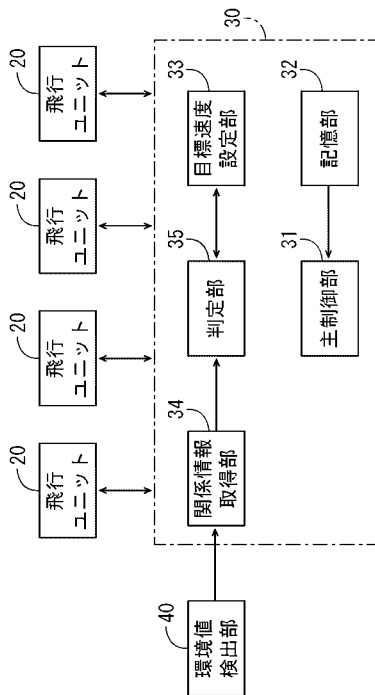 30
20
飛行
ユニット
20
飛行
ユニット
20
飛行
ユニット
20
飛行
ユニット
40
環境値
検出部
34
関係情報
取得部
35
判定部
33
目標速度
設定部
31
主制御部
32
記憶部